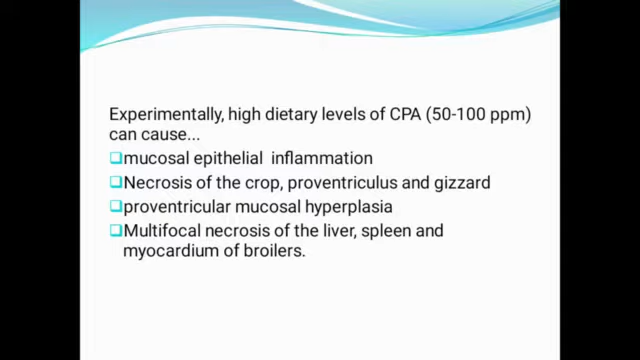 Experimentally, high dietary levels of CPA (50-100 ppm)
can cause...
❑mucosal epithelial inflammation
❑Necrosis of the crop, proventriculus and gizzard
❑proventricular mucosal hyperplasia
❑Multifocal necrosis of the liver, spleen and
myocardium of broilers.